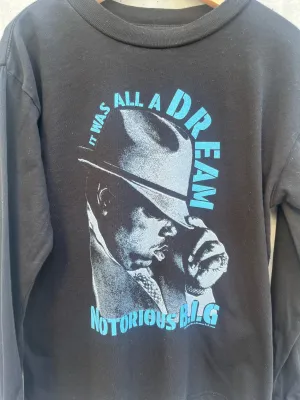 IT WAS ALL A DREAM
NOTORIOUS B.I.G